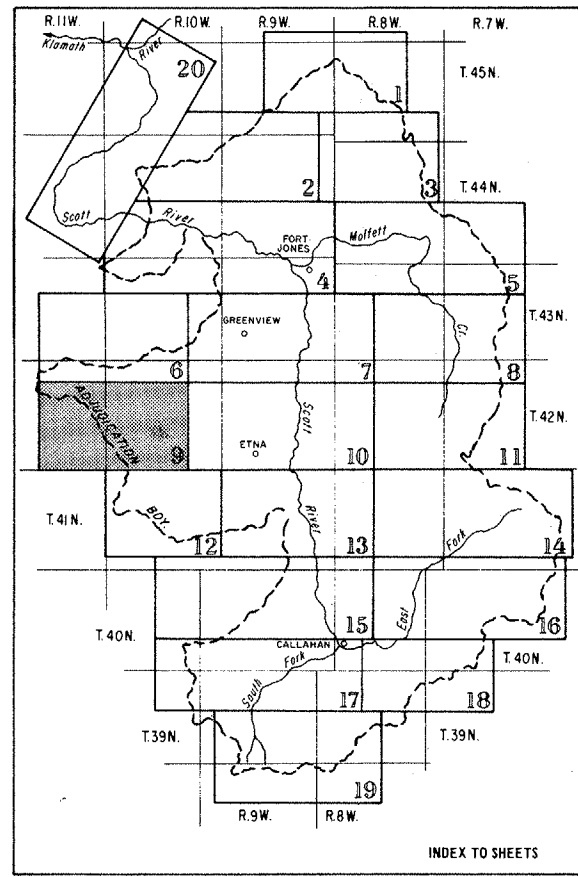 R.11W.
R.10W.
R.9W.
R.8W.
R.7W.
Klamath
River
20
T.45N.
1
2
3
T.44N.
Scott
River
FORT
JONES
Moffett
4
5
GREENVIEW
Cr.
T.43N.
6
7
8
ADJUDICATION
T.42N.
Scott
ETNA
9
10
11
T.41N.
BDY.
River
Fork
12
13
14
East
T.40N.
15
16
CALLAHAN
Fork
T.40N.
South
17
18
T.39N.
T.39N.
19
R.9W.
R.8W.
INDEX TO SHEETS